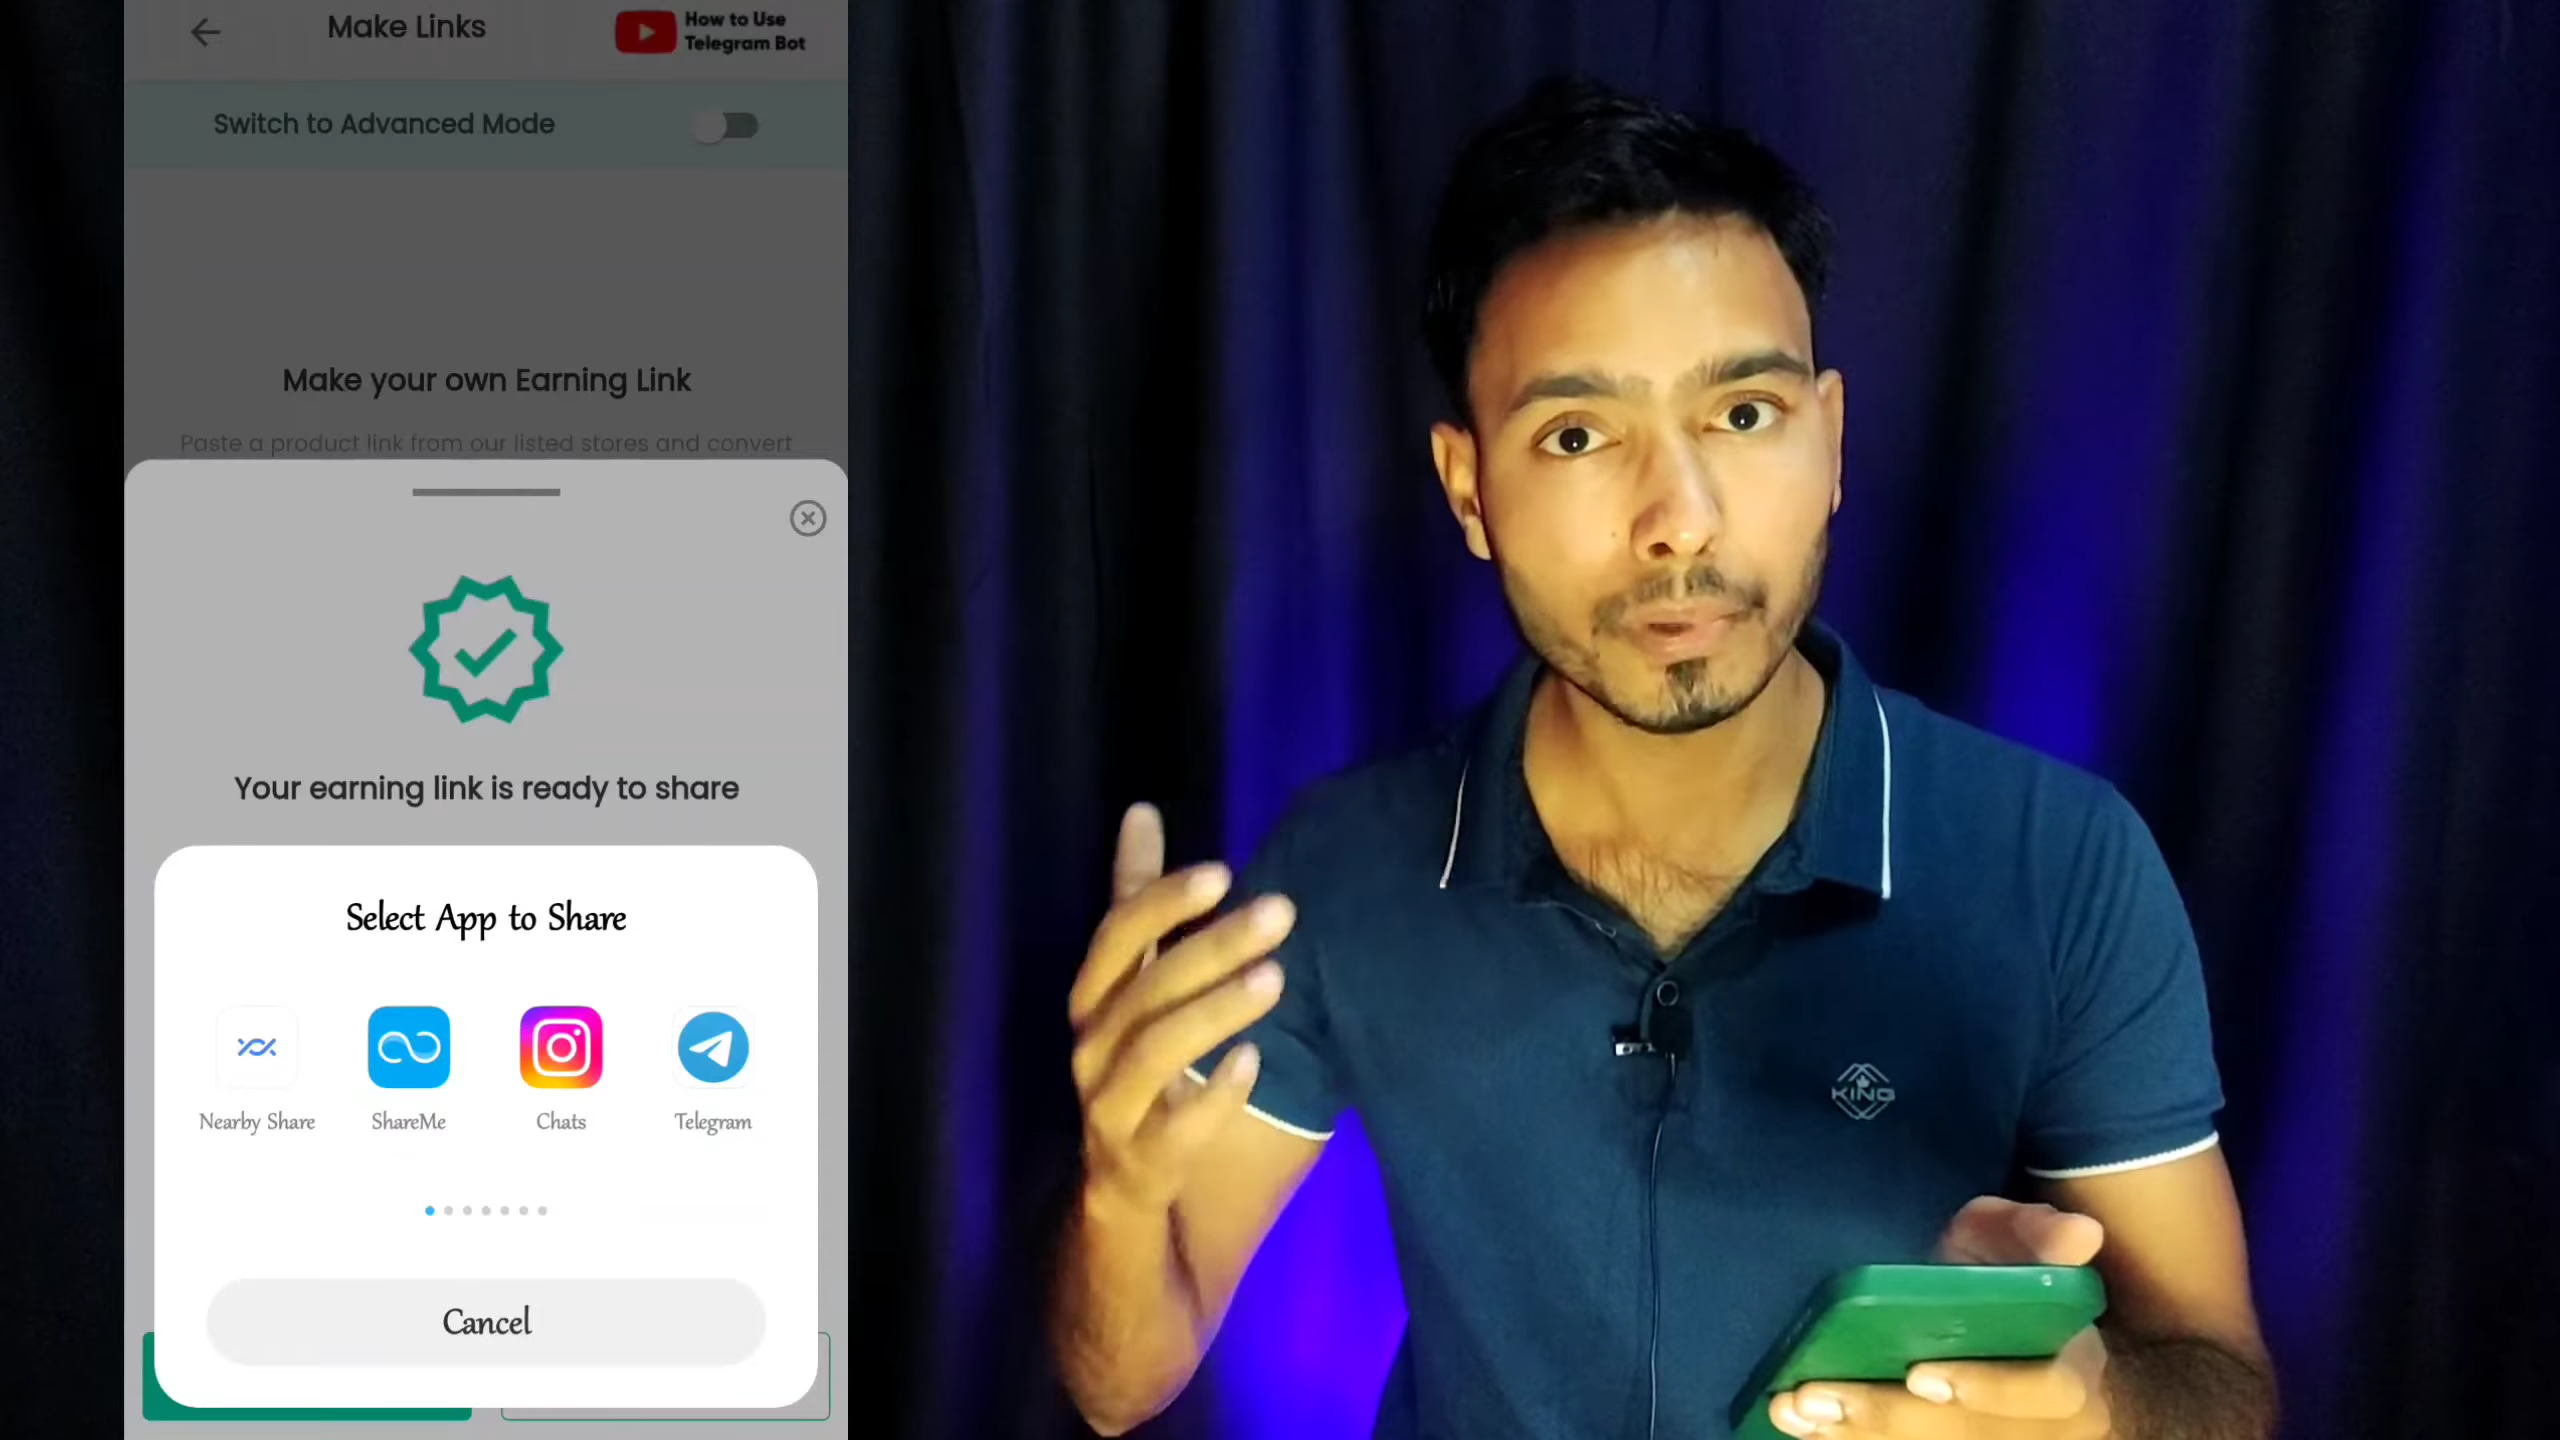 Make Links
How to Use
Telegram Bot
Switch to Advanced Mode
Make your own Earning Link
Paste a product link from our listed stores and convert
Your earning link is ready to share
Select App to Share
Nearby Share
ShareMe
Chats
Telegram
Cancel
KING